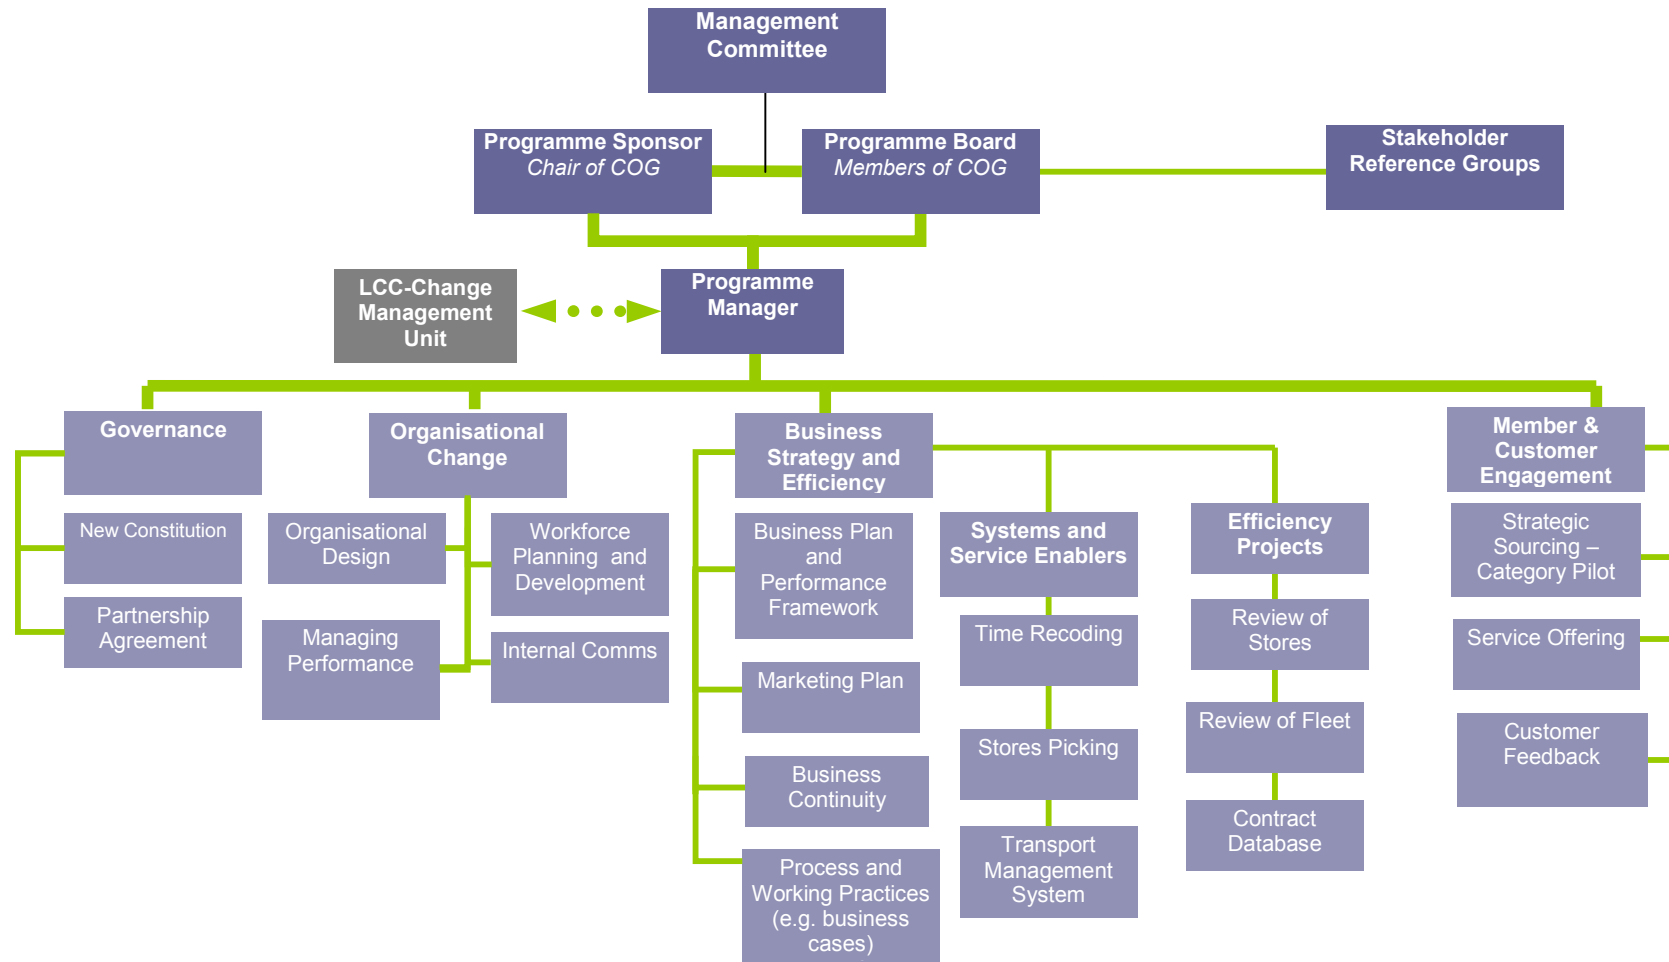 Management
Committee
Programme Sponsor
Chair of COG
Programme Board
Members of COG
Stakeholder
Reference Groups
LCC-Change
Management
Unit
Programme
Manager
Governance
New Constitution
Partnership
Agreement
Organisational
Change
Organisational
Design
Managing
Performance
Workforce
Planning and
Development
Internal Comms
Business
Strategy and
Efficiency
Business Plan
and
Performance
Framework
Marketing Plan
Business
Continuity
Process and
Working Practices
(e.g. business
cases)
Systems and
Service Enablers
Time Recoding
Stores Picking
Transport
Management
System
Efficiency
Projects
Review of
Stores
Review of Fleet
Contract
Database
Member &
Customer
Engagement
Strategic
Sourcing –
Category Pilot
Service Offering
Customer
Feedback